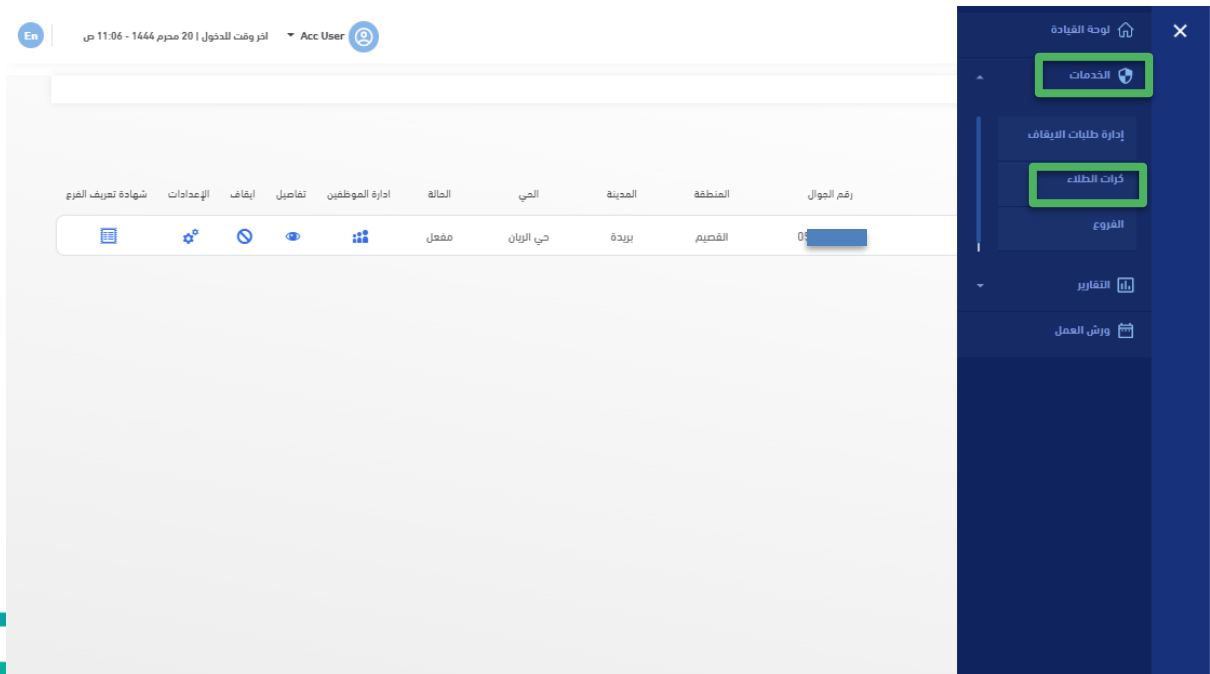 لوحة القيادة
الخدمات
إدارة طلبات الايقاف
كرات الطلاء
الفروع
التقارير
ورش العمل
Acc User
اخر وقت للدخول | 20 محرم 1444 - 11:06 ص
En
رقم الجوال المنطقة المدينة الحي الحالة ادارة الموظفين تفاصيل ايقاف الإعدادات شهادة تعريف الفرع
05 القصيم بريدة حي الريان مفعل